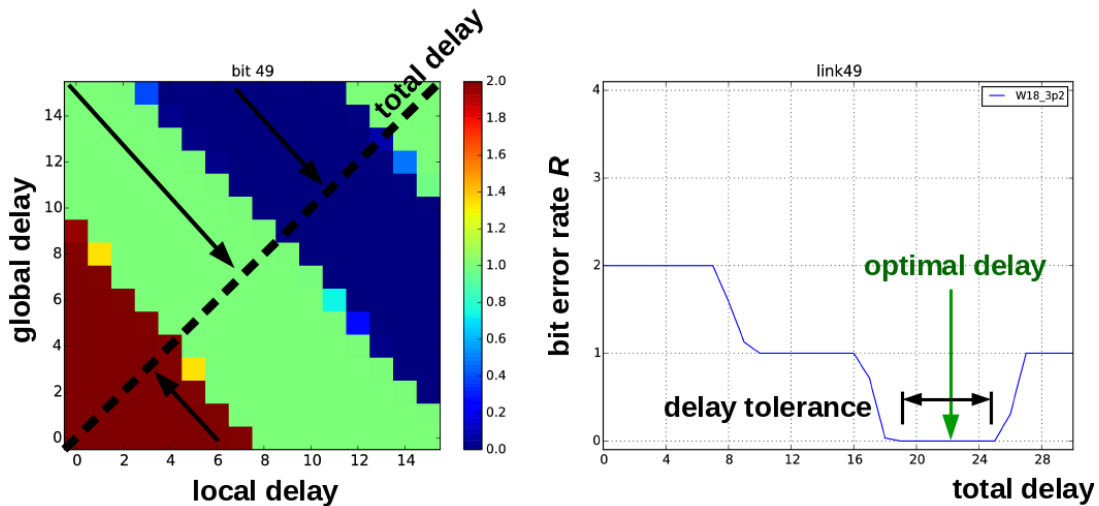 bit 49
total delay
global delay
14
12
10
8
6
4
2
0
0 2 4 6 8 10 12 14
local delay
2.0
1.8
1.6
1.4
1.2
1.0
0.8
0.6
0.4
0.2
0.0
link49
W18_3p2
bit error rate R
4
3
2
1
0
optimal delay
delay tolerance
0 4 8 12 16 20 24 28
total delay